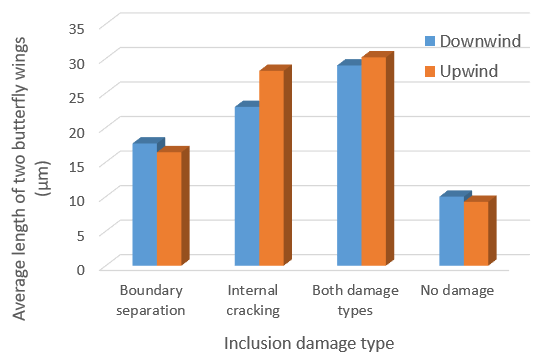 Average length of two butterfly wings
(µm)
35
30
25
20
15
10
5
0
Downwind
Upwind
Boundary
separation
Internal
cracking
Both damage
types
No damage
Inclusion damage type